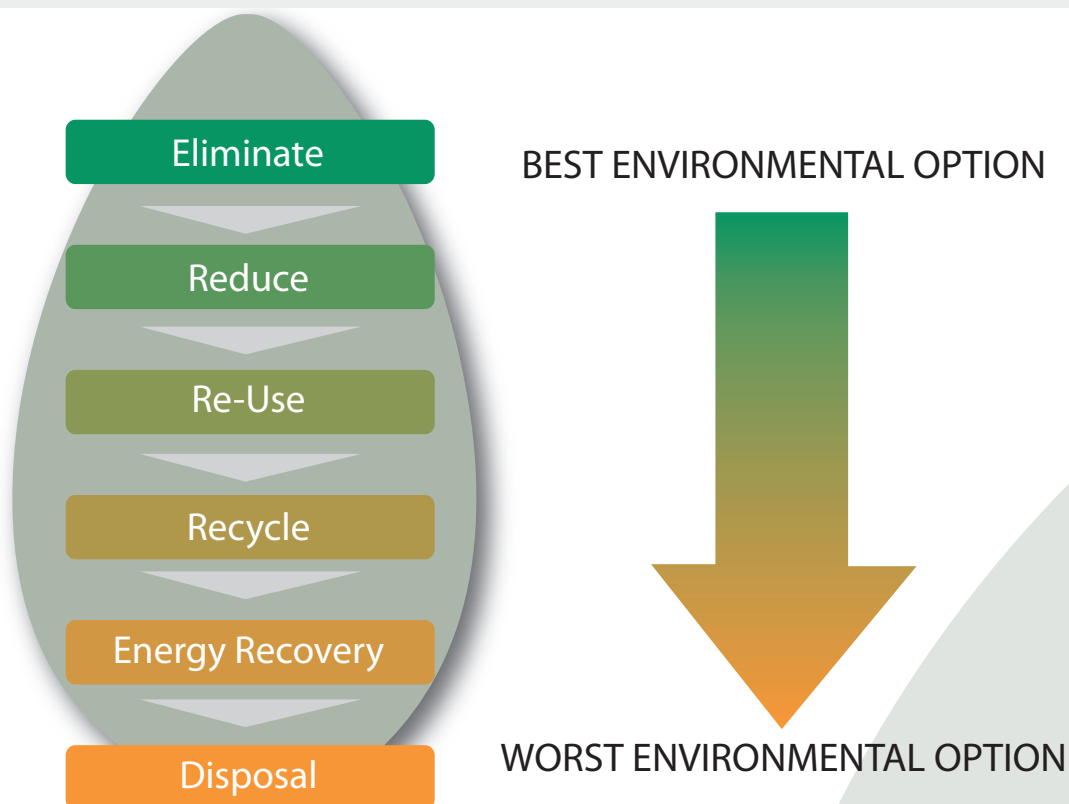 Eliminate
BEST ENVIRONMENTAL OPTION
Reduce
Re-Use
Recycle
Energy Recovery
Disposal
WORST ENVIRONMENTAL OPTION